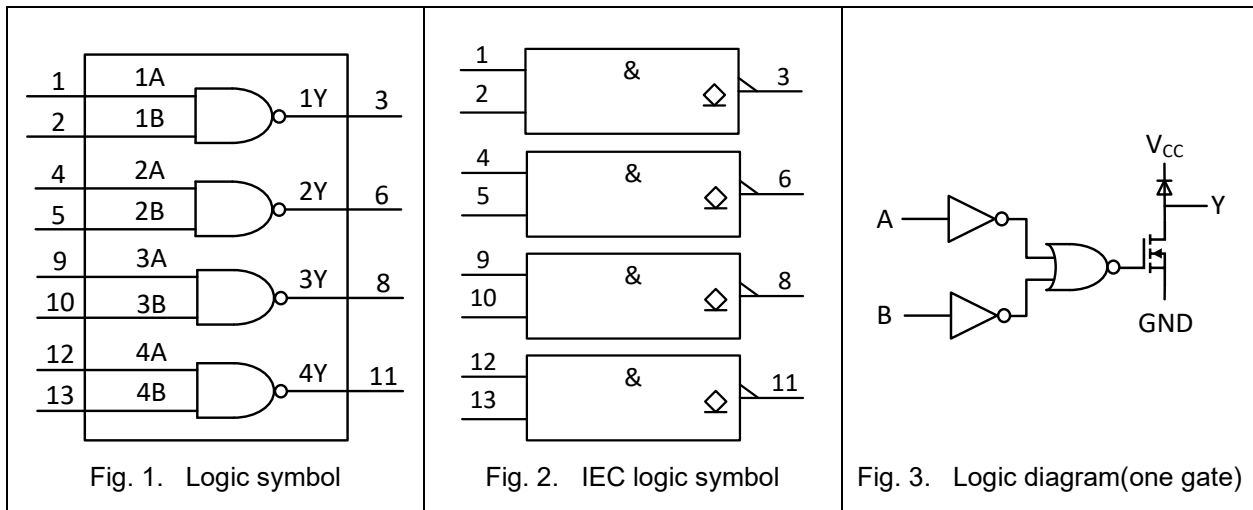 1 1A 1Y 3
2 1B
4 2A 2Y 6
5 2B
9 3A 3Y 8
10 3B
12 4A 4Y 11
13 4B
Fig. 1. Logic symbol
1 & 3
2
4 & 6
5
9 & 8
10
12 & 11
13
Fig. 2. IEC logic symbol
VCC
A Y
B GND
Fig. 3. Logic diagram(one gate)